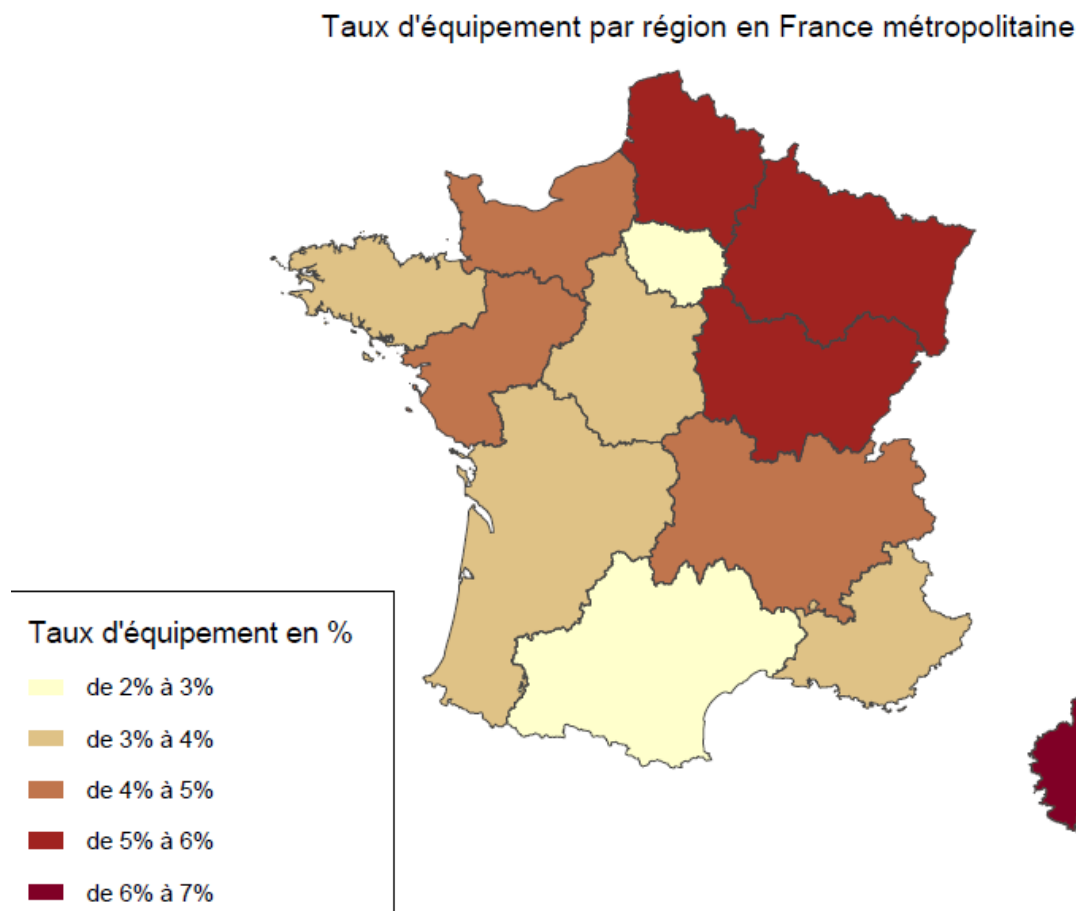 Taux d'équipement par région en France métropolitaine
Taux d'équipement en %
de 2% à 3%
de 3% à 4%
de 4% à 5%
de 5% à 6%
de 6% à 7%